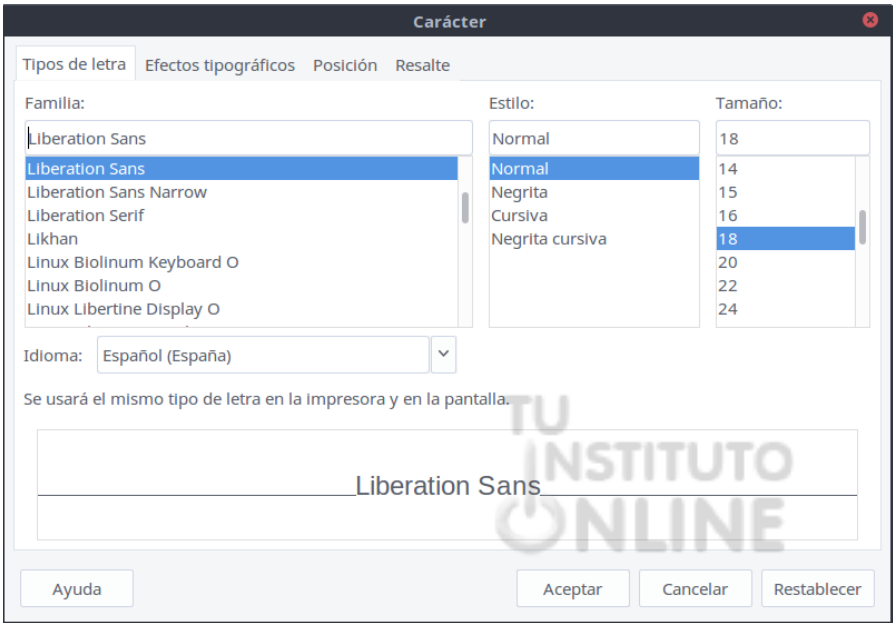 Carácter
Tipos de letra Efectos tipográficos Posición Resalte
Familia: Estilo: Tamaño:
Liberation Sans Normal 18
Liberation Sans Normal 14
Liberation Sans Narrow Negrita 15
Liberation Serif Cursiva 16
Likhan Negrita cursiva 18
Linux Biolinum Keyboard O 20
Linux Biolinum O 22
Linux Libertine Display O 24
Idioma: Español (España)
Se usará el mismo tipo de letra en la impresora y en la pantalla.
Liberation Sans
TU
INSTITUTO
ONLINE
Ayuda Aceptar Cancelar Restablecer